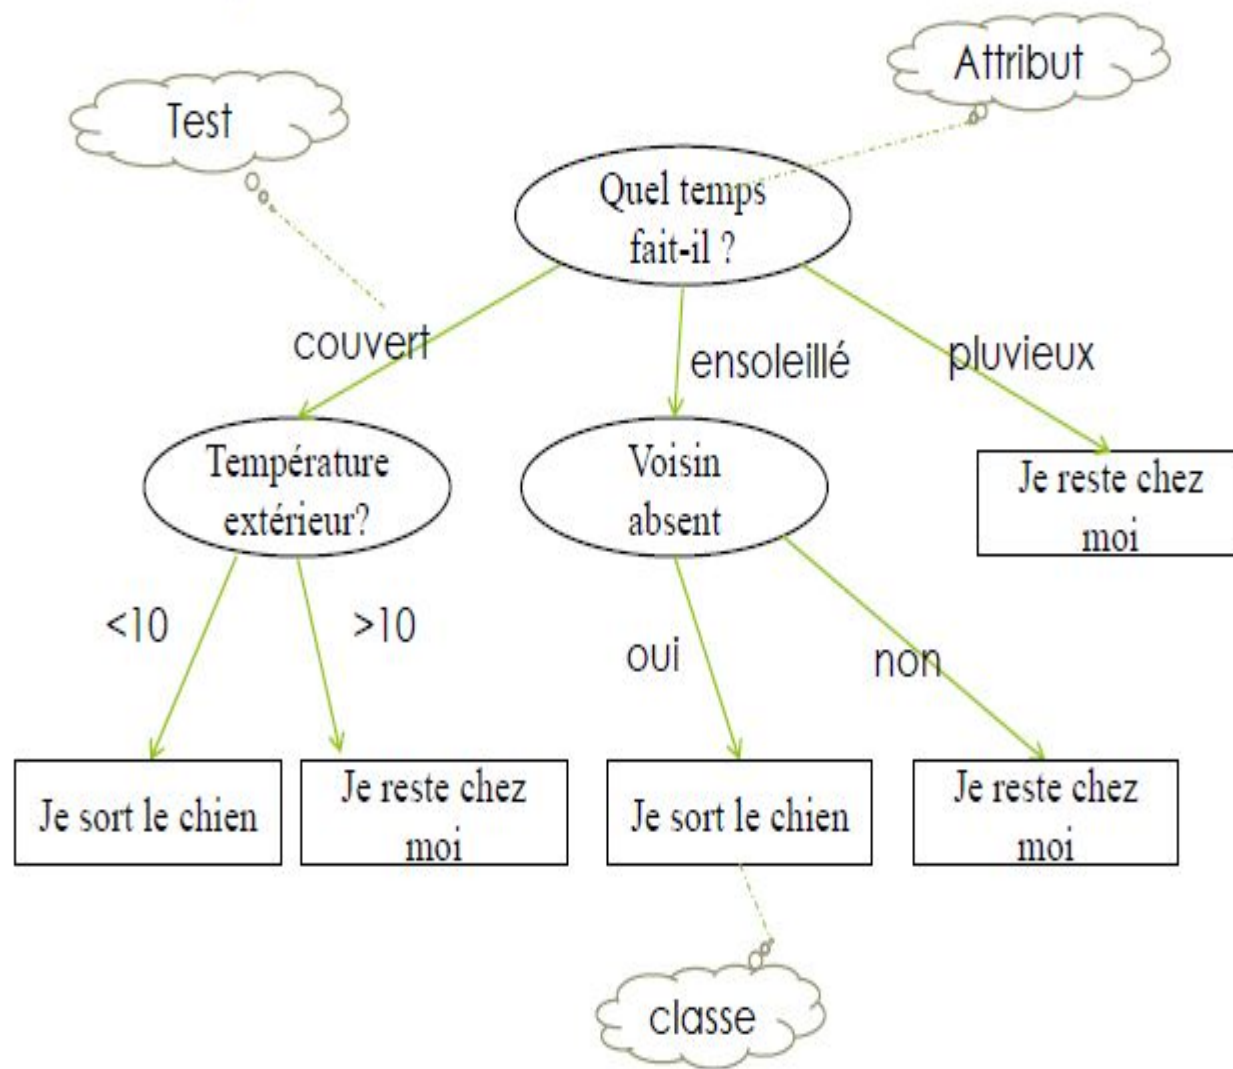 Attribut
Test
Quel temps
fait-il ?
couvert
ensoleillé
pluvieux
Température
extérieur?
Voisin
absent
Je reste chez
moi
<10
>10
oui
non
Je sort le chien
Je reste chez
moi
Je sort le chien
Je reste chez
moi
classe